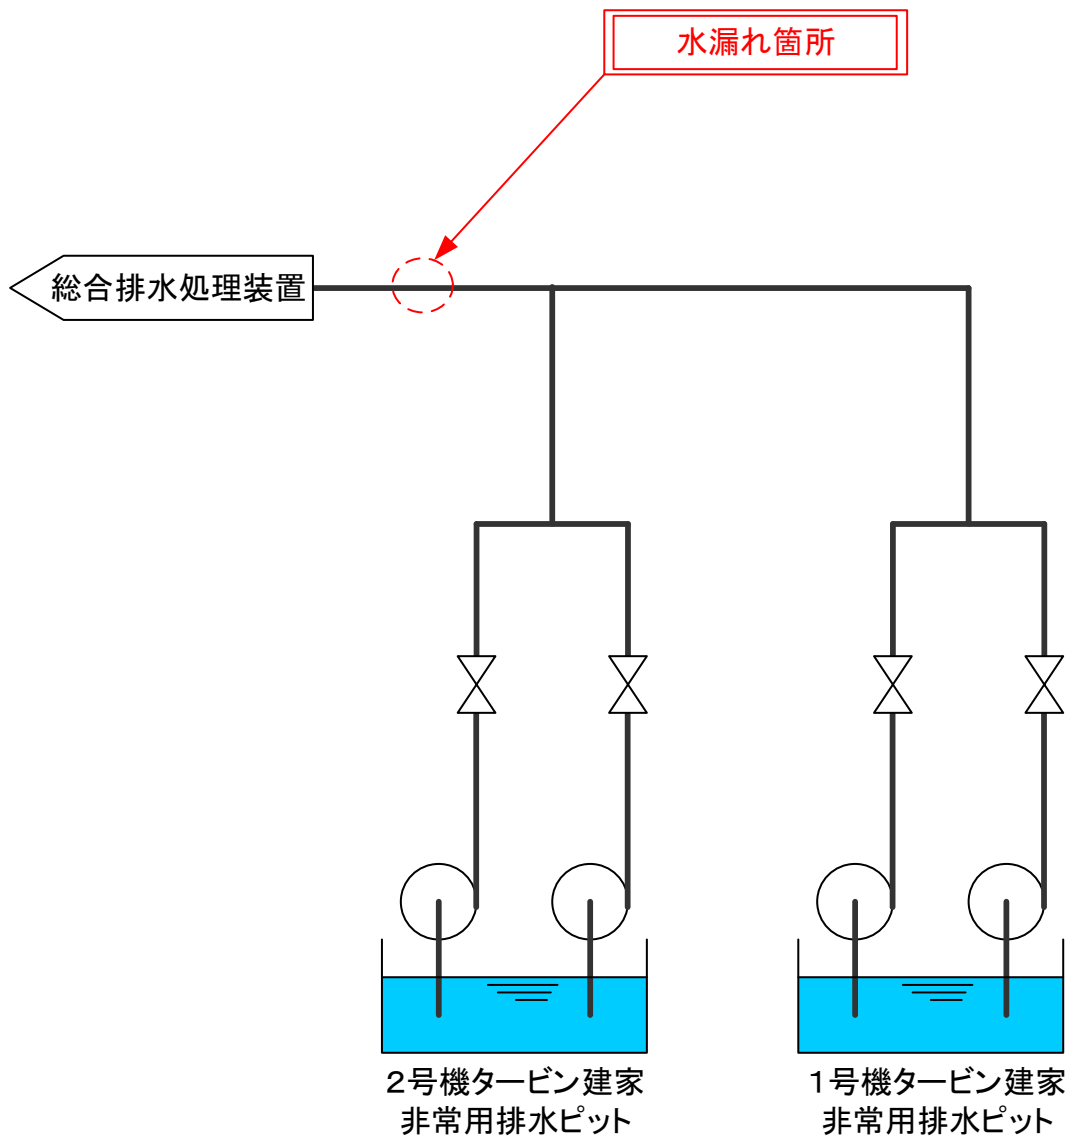 水漏れ箇所
総合排水処理装置
２号機タービン建家
非常用排水ピット
１号機タービン建家
非常用排水ピット